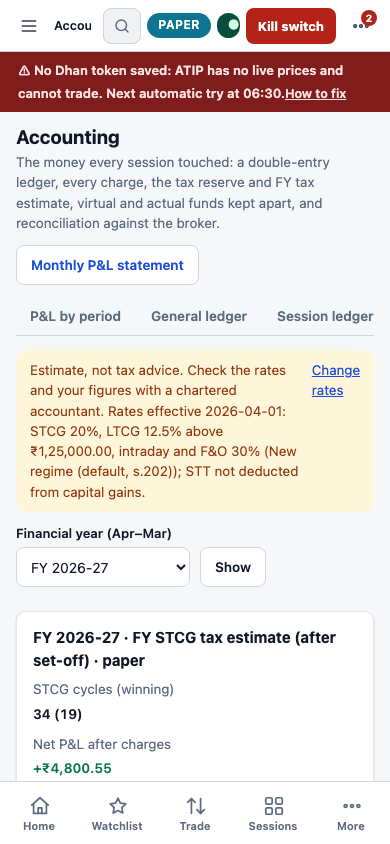 Accou
PAPER
Kill switch
2
⚠ No Dhan token saved: ATIP has no live prices and
cannot trade. Next automatic try at 06:30.How to fix
Accounting
The money every session touched: a double-entry
ledger, every charge, the tax reserve and FY tax
estimate, virtual and actual funds kept apart, and
reconciliation against the broker.
Monthly P&L statement
P&L by period
General ledger
Session ledger
Estimate, not tax advice. Check the rates
and your figures with a chartered
accountant. Rates effective 2026-04-01:
STCG 20%, LTCG 12.5% above
₹1,25,000.00, intraday and F&O 30% (New
regime (default, s.202)); STT not deducted
from capital gains.
Change
rates
Financial year (Apr–Mar)
FY 2026-27
Show
FY 2026-27 · FY STCG tax estimate (after
set-off) · paper
STCG cycles (winning)
34 (19)
Net P&L after charges
+₹4,800.55
Home
Watchlist
Trade
Sessions
More